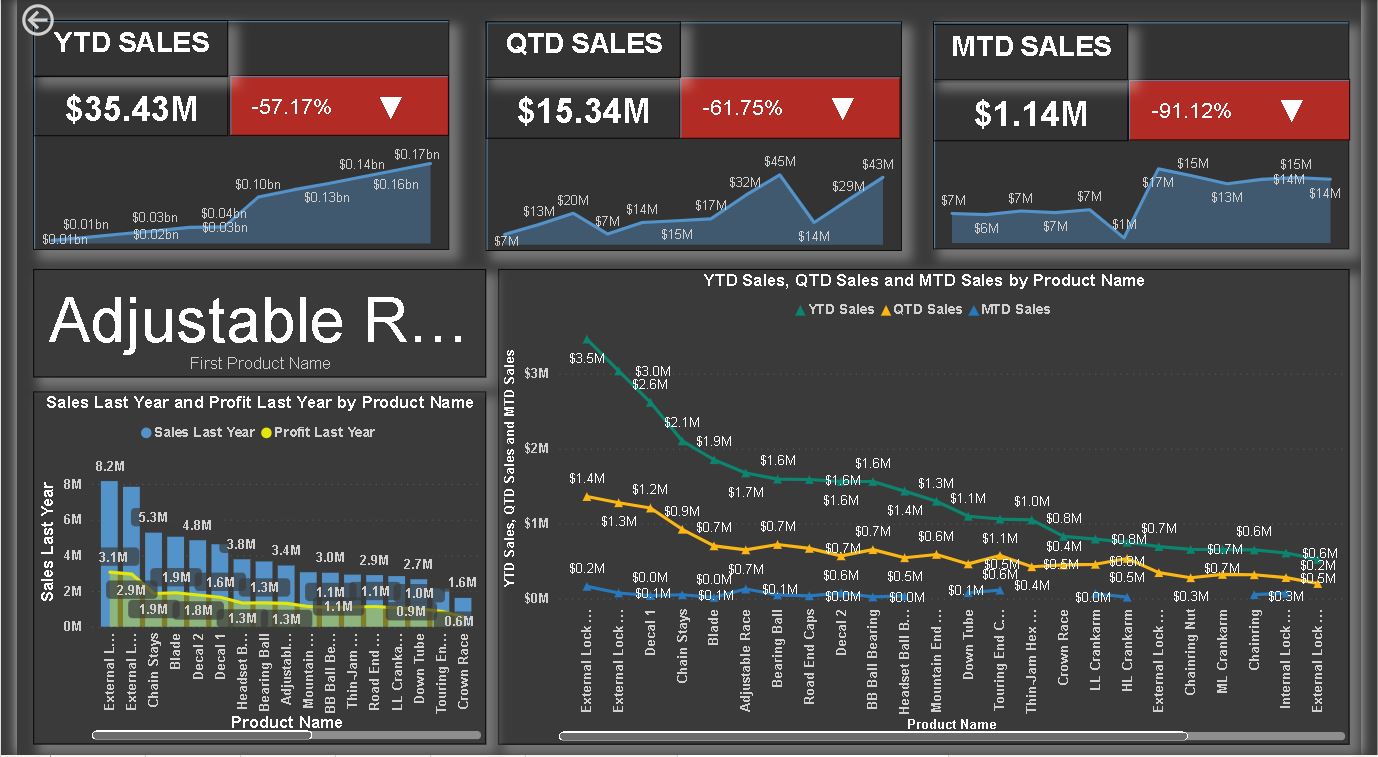 YTD SALES
$35.43M
-57.17%
$0.01bn
$0.01bn
$0.03bn
$0.02bn
$0.04bn
$0.03bn
$0.10bn
$0.13bn
$0.14bn
$0.16bn
$0.17bn
QTD SALES
$15.34M
-61.75%
$7M
$13M
$20M
$7M
$14M
$15M
$17M
$32M
$45M
$14M
$29M
$43M
MTD SALES
$1.14M
-91.12%
$7M
$6M
$7M
$7M
$7M
$1M
$17M
$15M
$13M
$14M
$15M
$14M
Adjustable R...
First Product Name
Sales Last Year and Profit Last Year by Product Name
Sales Last Year Profit Last Year
Sales Last Year
8M
6M
4M
2M
0M
8.2M
5.3M
4.8M
3.8M
3.4M
3.0M
2.9M
2.7M
1.6M
3.1M
2.9M
1.9M
1.9M
1.8M
1.6M
1.3M
1.3M
1.3M
1.1M
1.1M
1.1M
0.9M
1.0M
0.6M
External L...
External L...
Chain Stays
Blade
Decal 2
Decal 1
Headset B...
Bearing Ball
Adjustabl...
Mountain ...
BB Ball Be...
Thin-Jam ...
Road End...
LL Cranka...
Down Tube
Touring En...
Crown Race
Product Name
YTD Sales, QTD Sales and MTD Sales by Product Name
YTD Sales QTD Sales MTD Sales
YTD Sales, QTD Sales and MTD Sales
$3M
$2M
$1M
$0M
$3.5M
$3.0M
$2.6M
$2.1M
$1.9M
$1.7M
$1.6M
$1.6M
$1.6M
$1.6M
$1.4M
$1.3M
$1.1M
$1.1M
$1.0M
$0.8M
$0.8M
$0.7M
$0.7M
$0.6M
$0.6M
$1.4M
$1.3M
$1.2M
$0.9M
$0.7M
$0.7M
$0.7M
$0.7M
$0.6M
$0.7M
$0.5M
$0.6M
$0.5M
$0.6M
$0.4M
$0.4M
$0.5M
$0.8M
$0.5M
$0.3M
$0.7M
$0.3M
$0.2M
$0.5M
$0.2M
$0.0M
$0.1M
$0.0M
$0.1M
$0.1M
$0.0M
$0.0M
$0.0M
External Lock...
External Lock...
Decal 1
Chain Stays
Blade
Adjustable Race
Bearing Ball
Road End Caps
Decal 2
BB Ball Bearing
Headset Ball B...
Mountain End ...
Down Tube
Touring End C...
Thin-Jam Hex ...
Crown Race
LL Crankarm
HL Crankarm
External Lock...
Chainring Nut
ML Crankarm
Chainring
Internal Lock...
External Lock...
Product Name